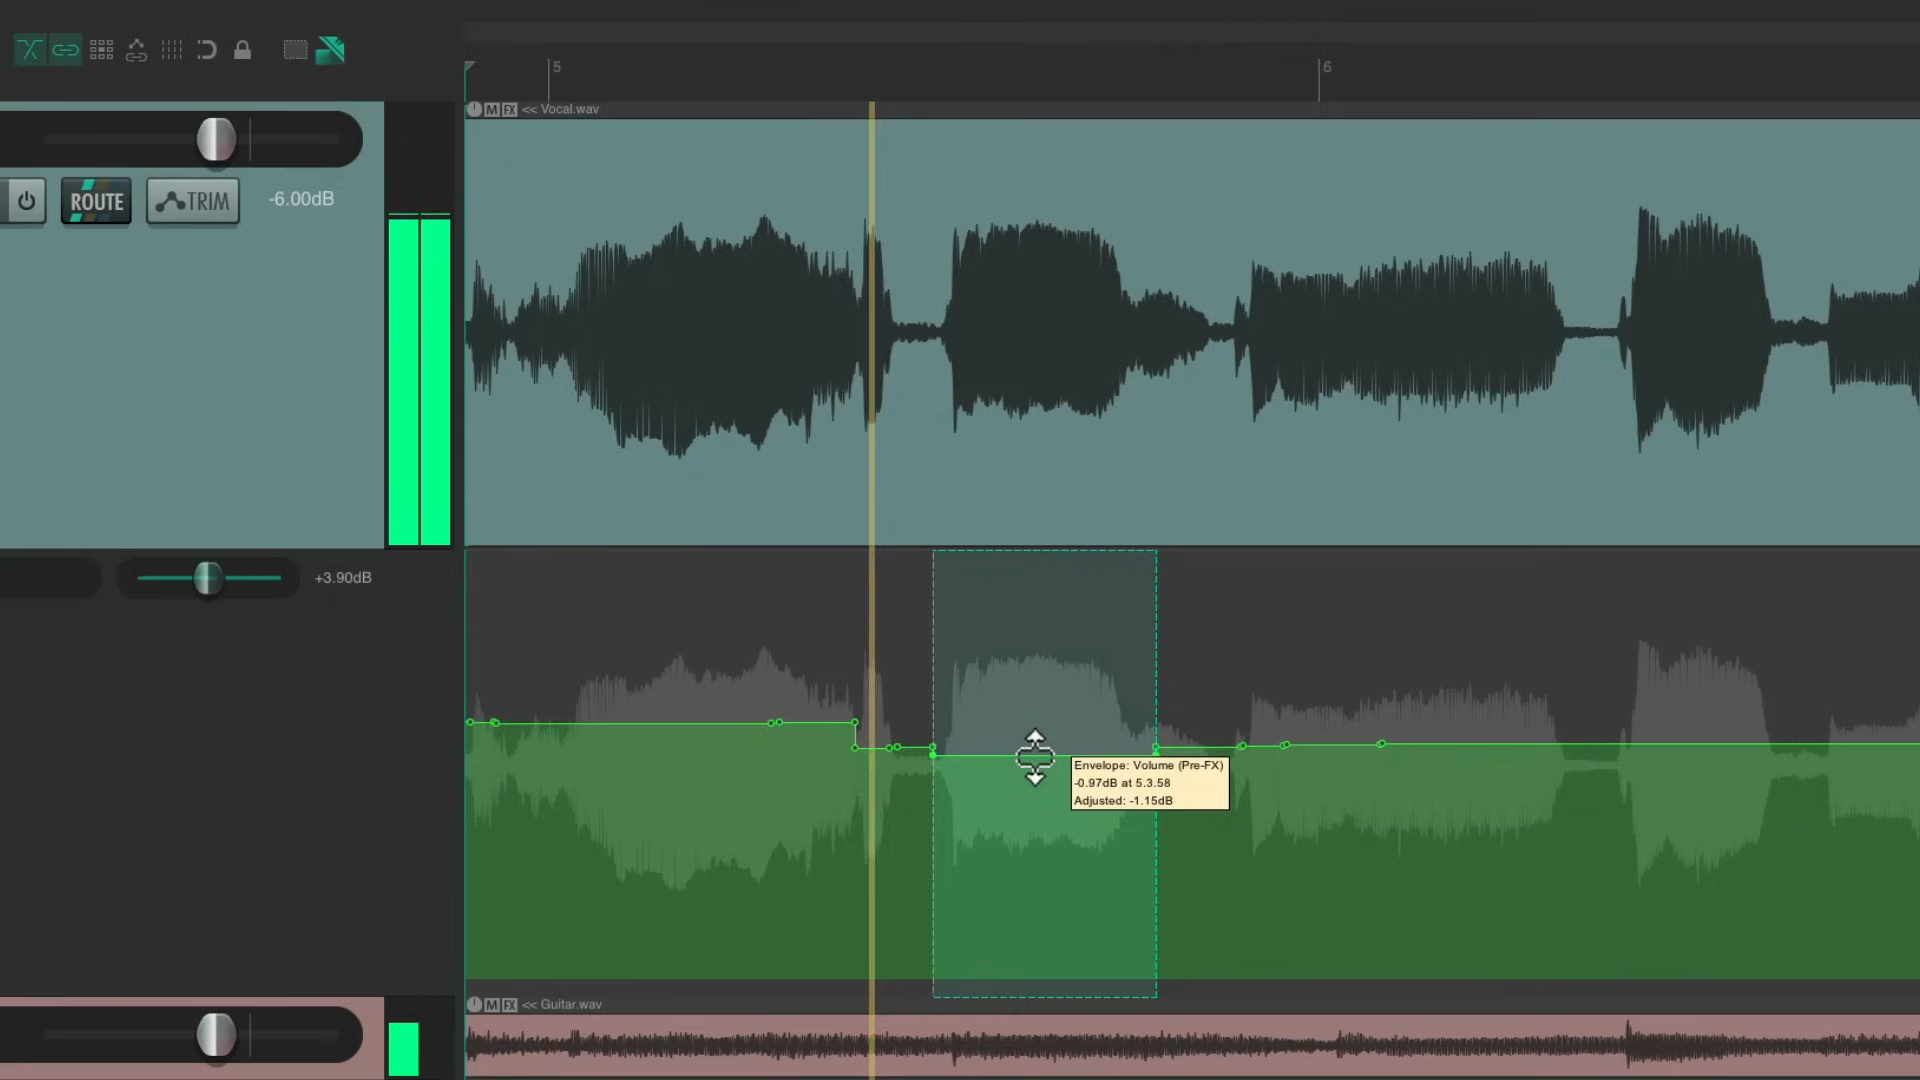 5
6
M FX << Vocal.wav
ROUTE
TRIM
-6.00dB
+3.90dB
Envelope: Volume (Pre-FX)
-0.97dB at 5.3.58
Adjusted: -1.15dB
M FX << Guitar.wav